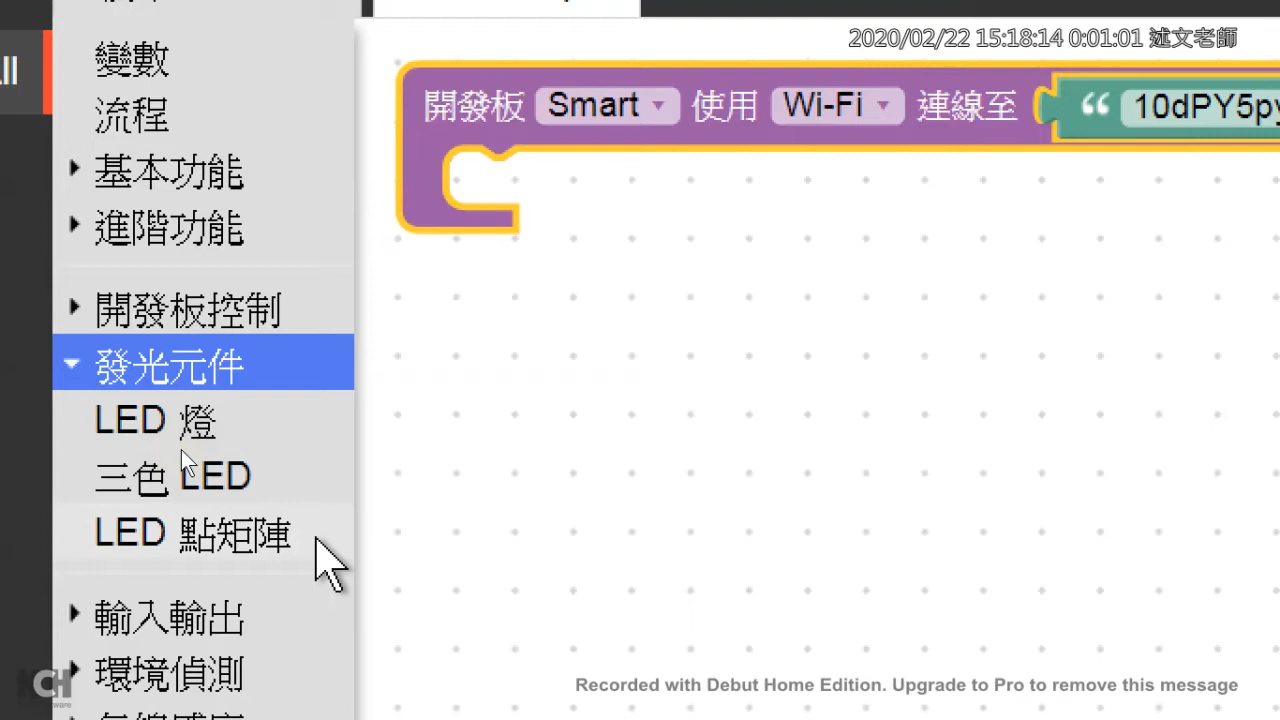 2020/02/22 15:18:14 0:01:01 述文老師
變數
流程
基本功能
進階功能
開發板控制
發光元件
LED 燈
三色 LED
LED 點矩陣
輸入輸出
環境偵測
開發板 Smart 使用 Wi-Fi 連線至 “ 10dPY5py
Recorded with Debut Home Edition. Upgrade to Pro to remove this message